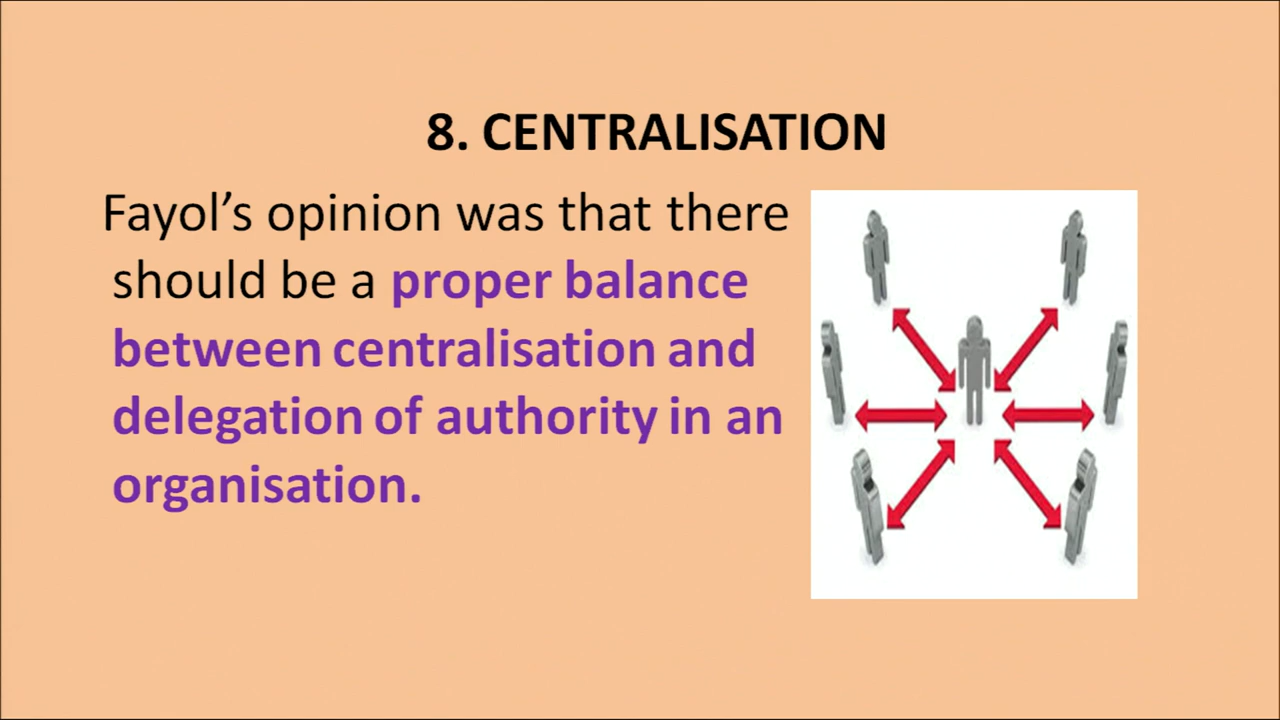 8. CENTRALISATION
Fayol’s opinion was that there
should be a proper balance
between centralisation and
delegation of authority in an
organisation.